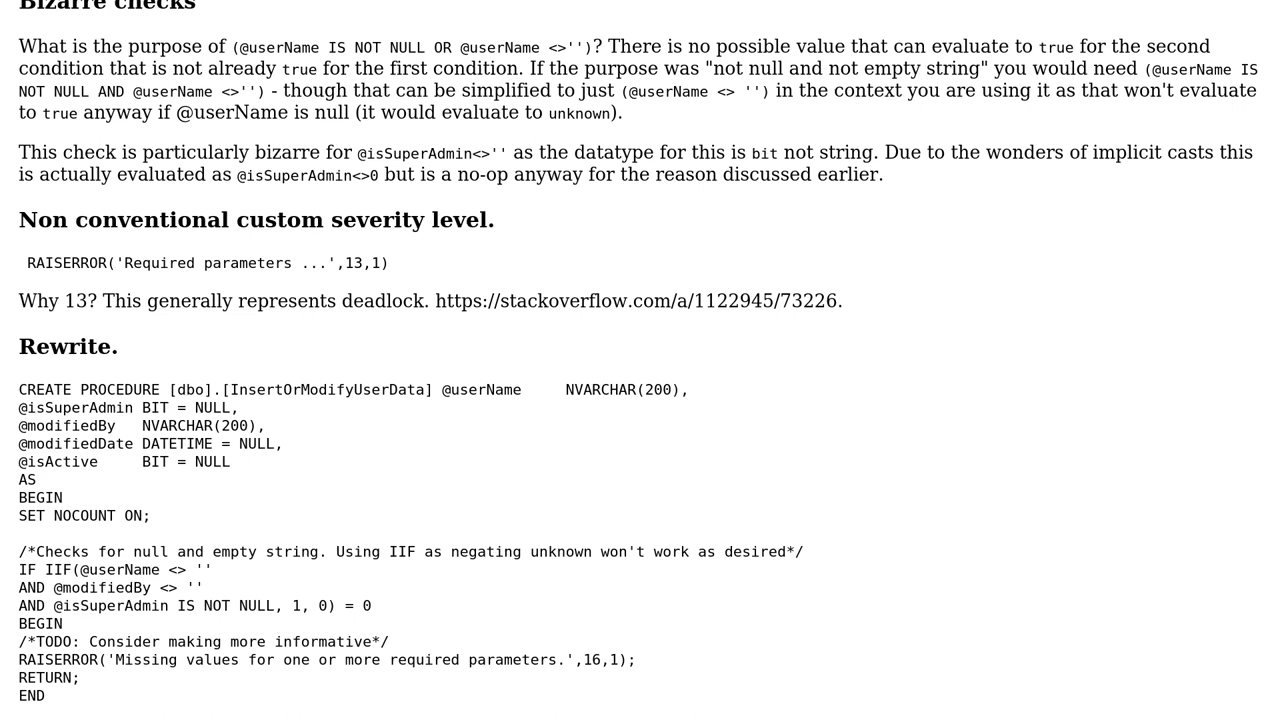 Bizarre checks
What is the purpose of (@userName IS NOT NULL OR @userName <>'')? There is no possible value that can evaluate to true for the second
condition that is not already true for the first condition. If the purpose was "not null and not empty string" you would need (@userName IS
NOT NULL AND @userName <>'') - though that can be simplified to just (@userName <> '') in the context you are using it as that won't evaluate
to true anyway if @userName is null (it would evaluate to unknown).
This check is particularly bizarre for @isSuperAdmin<>'' as the datatype for this is bit not string. Due to the wonders of implicit casts this
is actually evaluated as @isSuperAdmin<>0 but is a no-op anyway for the reason discussed earlier.
Non conventional custom severity level.
RAISERROR('Required parameters ...',13,1)
Why 13? This generally represents deadlock. https://stackoverflow.com/a/1122945/73226.
Rewrite.
CREATE PROCEDURE [dbo].[InsertOrModifyUserData] @userName     NVARCHAR(200),
@isSuperAdmin BIT = NULL,
@modifiedBy   NVARCHAR(200),
@modifiedDate DATETIME = NULL,
@isActive     BIT = NULL
AS
BEGIN
SET NOCOUNT ON;
/*Checks for null and empty string. Using IIF as negating unknown won't work as desired*/
IF IIF(@userName <> ''
AND @modifiedBy <> ''
AND @isSuperAdmin IS NOT NULL, 1, 0) = 0
BEGIN
/*TODO: Consider making more informative*/
RAISERROR('Missing values for one or more required parameters.',16,1);
RETURN;
END